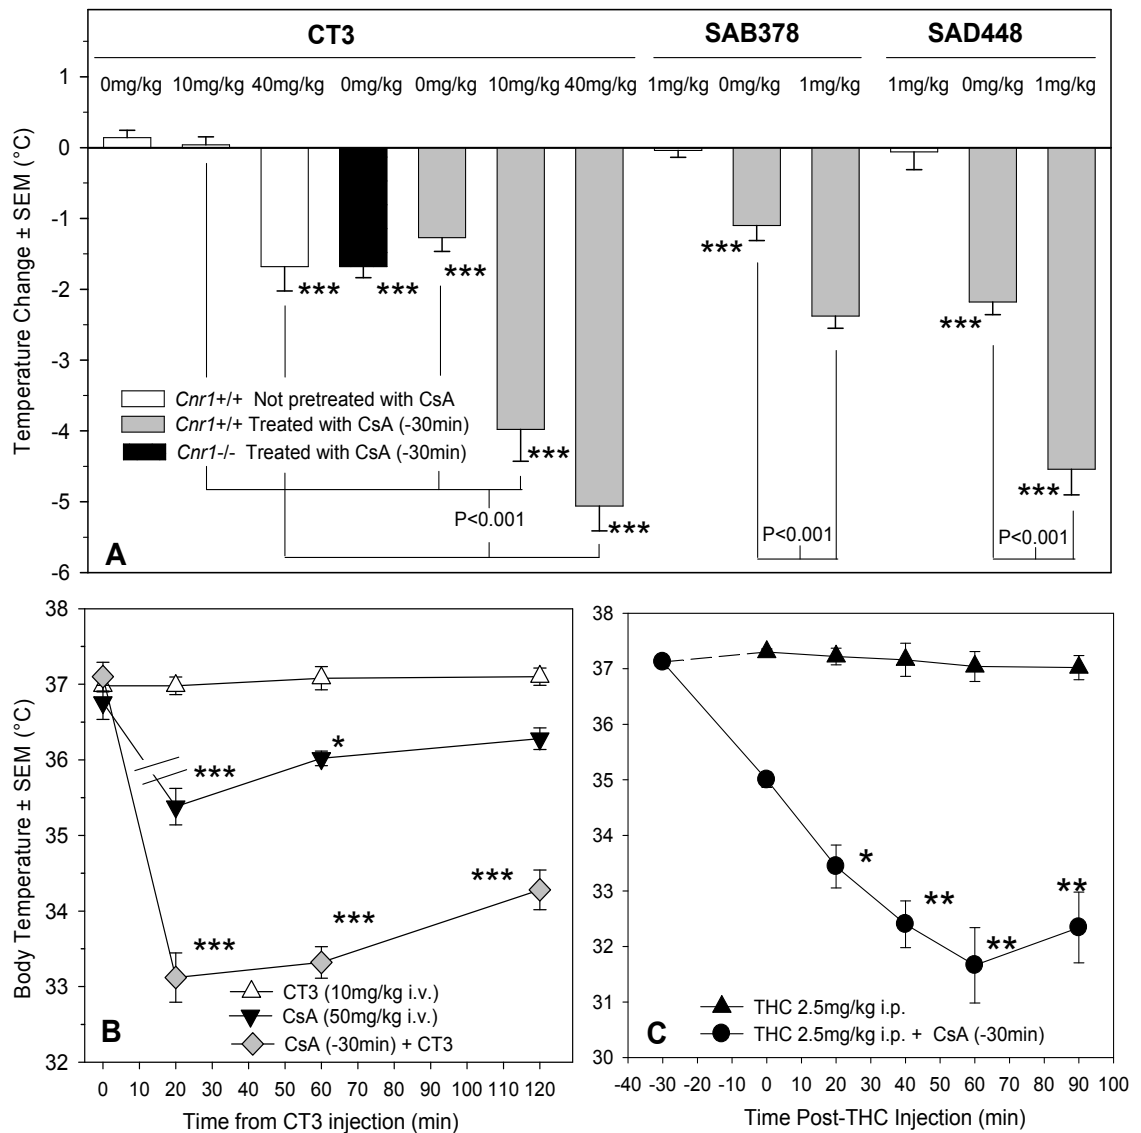 CT3 SAB378 SAD448
0mg/kg 10mg/kg 40mg/kg 0mg/kg 0mg/kg 10mg/kg 40mg/kg 1mg/kg 0mg/kg 1mg/kg 1mg/kg 0mg/kg 1mg/kg
Temperature Change ± SEM (°C)
1
0
-1
-2
-3
-4
-5
-6
*** *** *** *** *** *** *** ***
Cnr1+/+ Not pretreated with CsA
Cnr1+/+ Treated with CsA (-30min)
Cnr1-/- Treated with CsA (-30min)
P<0.001
P<0.001
P<0.001
A
Body Temperature ± SEM (°C)
38
37
36
35
34
33
32
***
*
***
***
***
CT3 (10mg/kg i.v.)
CsA (50mg/kg i.v.)
CsA (-30min) + CT3
B
0 10 20 30 40 50 60 70 80 90 100 110 120
Time from CT3 injection (min)
38
37
36
35
34
33
32
31
30
*
**
**
**
THC 2.5mg/kg i.p.
THC 2.5mg/kg i.p. + CsA (-30min)
C
-40 -30 -20 -10 0 10 20 30 40 50 60 70 80 90 100
Time Post-THC Injection (min)